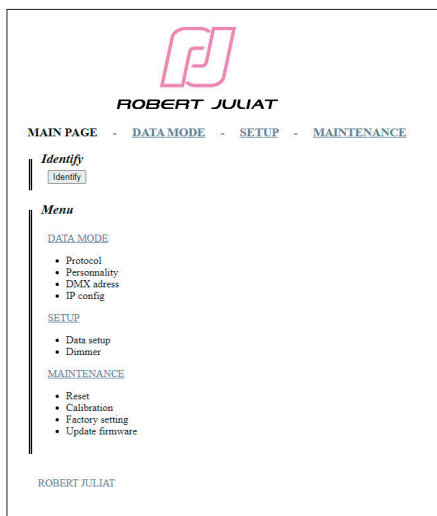 ROBERT JULIAT
MAIN PAGE - DATA MODE - SETUP - MAINTENANCE
Identify
Identify
Menu
DATA MODE
• Protocol
• Personnality
• DMX adress
• IP config
SETUP
• Data setup
• Dimmer
MAINTENANCE
• Reset
• Calibration
• Factory setting
• Update firmware
ROBERT JULIAT